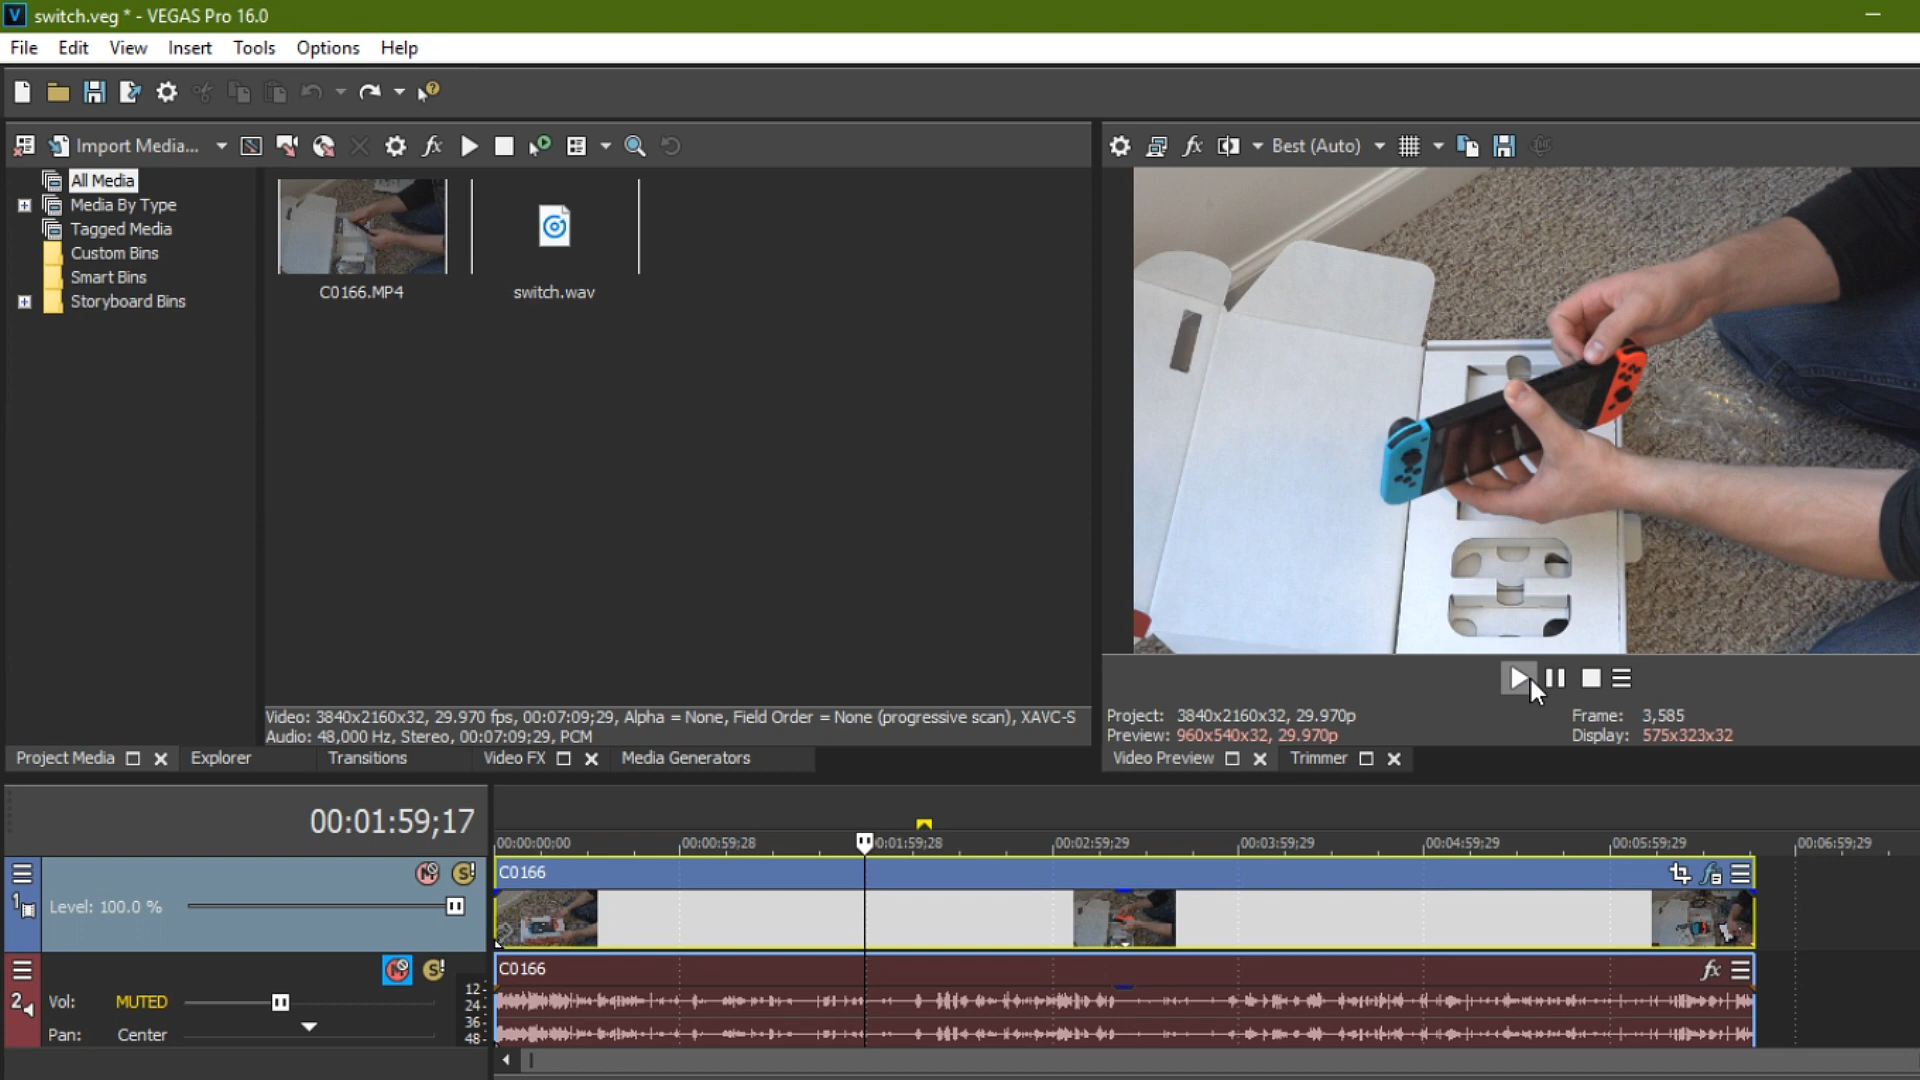 switch.veg * - VEGAS Pro 16.0
File Edit View Insert Tools Options Help
Import Media...
Best (Auto)
All Media
Media By Type
Tagged Media
Custom Bins
Smart Bins
Storyboard Bins
C0166.MP4
switch.wav
Video: 3840x2160x32, 29.970 fps, 00:07:09;29, Alpha = None, Field Order = None (progressive scan), XAVC-S
Audio: 48,000 Hz, Stereo, 00:07:09;29, PCM
Project: 3840x2160x32, 29.970p
Preview: 960x540x32, 29.970p
Frame: 3,585
Display: 575x323x32
Project Media Explorer Transitions Video FX Media Generators
Video Preview Trimmer
00:01:59;17
00:00:00;00 00:00:59;28 0:01:59;28 00:02:59;29 00:03:59;29 00:04:59;29 00:05:59;29 00:06:59;29
1
Level: 100.0 %
C0166
2
Vol: MUTED
Pan: Center
12-
24-
36-
48-
C0166